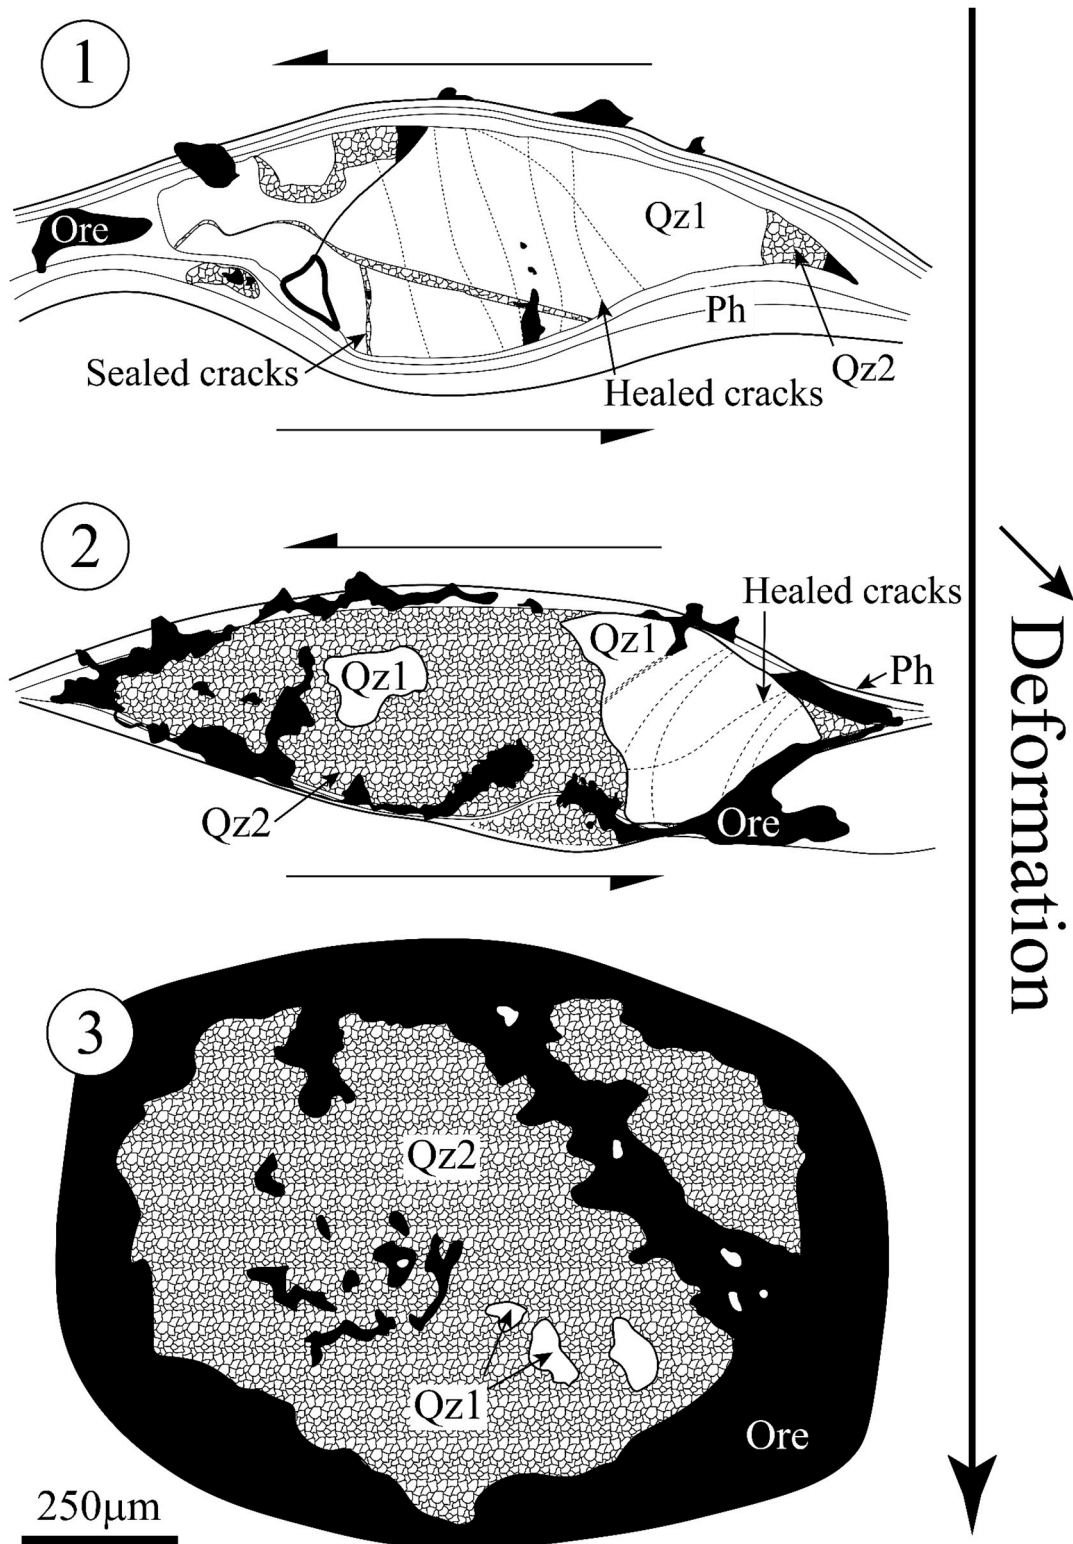 1
Ore
Qz1
Ph
Qz2
Sealed cracks
Healed cracks
2
Healed cracks
Qz1
Qz1
Ph
Qz2
Ore
Deformation
3
Qz2
Qz1
Ore
250μm